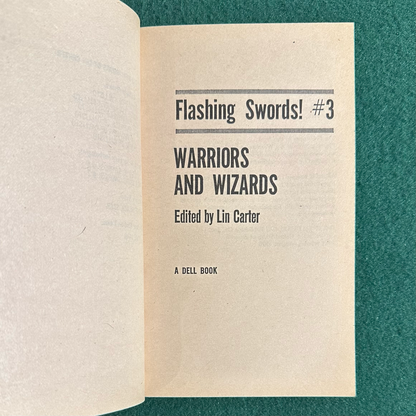 Flashing Swords! #3
WARRIORS
AND WIZARDS
Edited by Lin Carter
A DELL BOOK